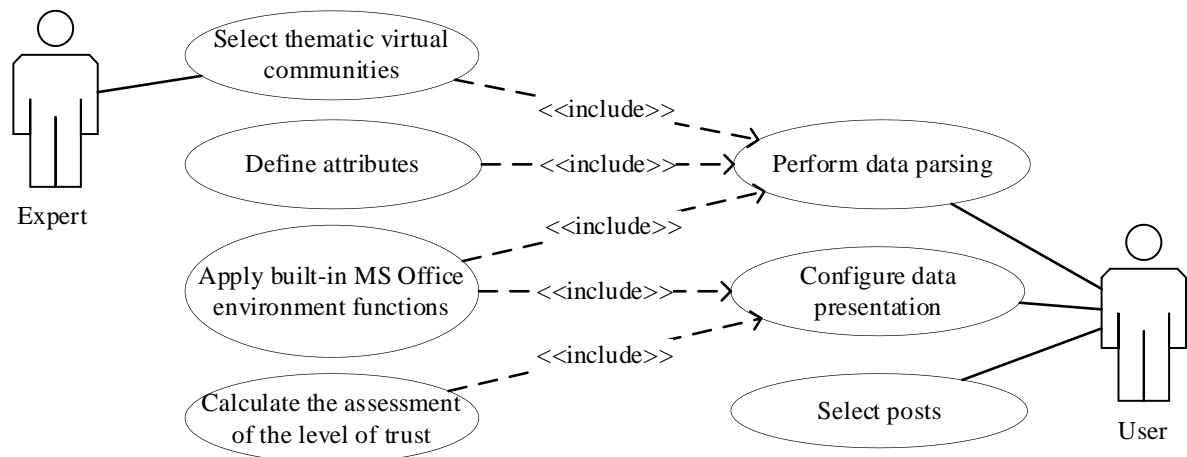 Select thematic virtual
communities
<<include>>
Define attributes
<<include>>
Perform data parsing
Expert
<<include>>
Apply built-in MS Office
environment functions
<<include>>
Configure data
presentation
<<include>>
Calculate the assessment
of the level of trust
Select posts
User